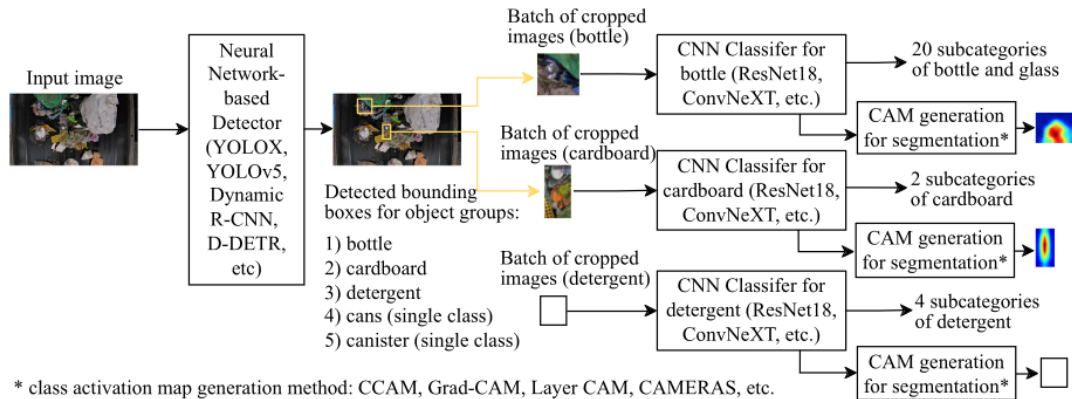 Input image
Neural
Network-
based
Detector
(YOLOX,
YOLOv5,
Dynamic
R-CNN,
D-DETR,
etc)
Detected bounding
boxes for object groups:
1) bottle
2) cardboard
3) detergent
4) cans (single class)
5) canister (single class)
Batch of cropped
images (bottle)
CNN Classifer for
bottle (ResNet18,
ConvNeXT, etc.)
20 subcategories
of bottle and glass
CAM generation
for segmentation*
Batch of cropped
images (cardboard)
CNN Classifer for
cardboard (ResNet18,
ConvNeXT, etc.)
2 subcategories
of cardboard
CAM generation
for segmentation*
Batch of cropped
images (detergent)
CNN Classifer for
detergent (ResNet18,
ConvNeXT, etc.)
4 subcategories
of detergent
CAM generation
for segmentation*
* class activation map generation method: CCAM, Grad-CAM, Layer CAM, CAMERAS, etc.